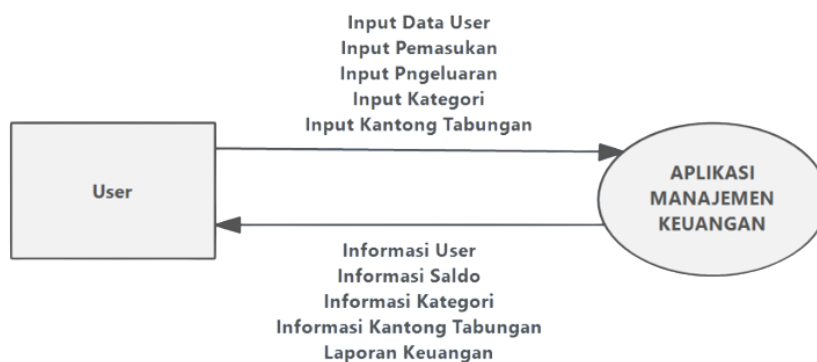 Input Data User
Input Pemasukan
Input Pngeluaran
Input Kategori
Input Kantong Tabungan
User
APLIKASI
MANAJEMEN
KEUANGAN
Informasi User
Informasi Saldo
Informasi Kategori
Informasi Kantong Tabungan
Laporan Keuangan